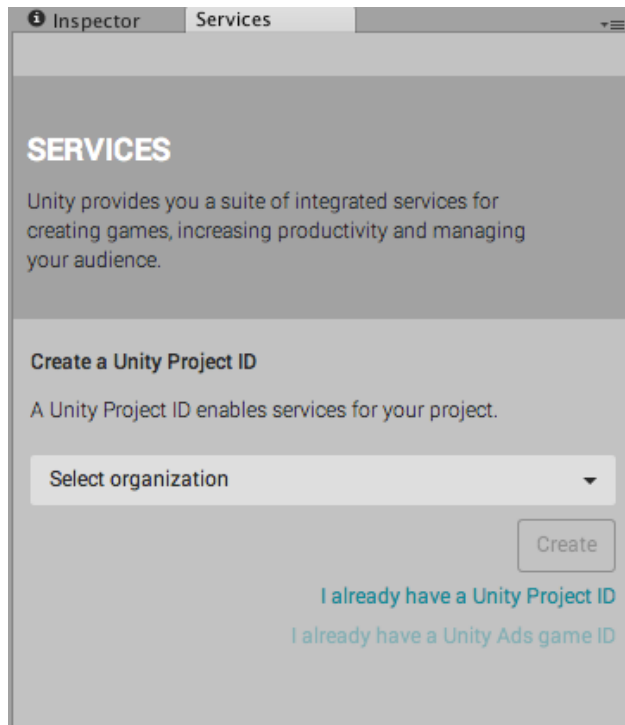 Inspector
Services
SERVICES
Unity provides you a suite of integrated services for
creating games, increasing productivity and managing
your audience.
Create a Unity Project ID
A Unity Project ID enables services for your project.
Select organization
Create
I already have a Unity Project ID
I already have a Unity Ads game ID